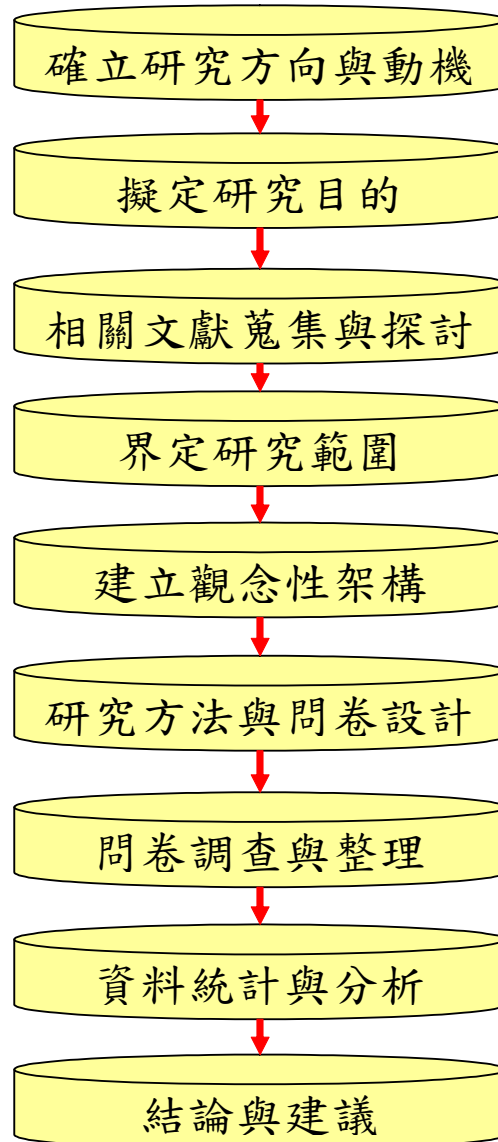 確立研究方向與動機
擬定研究目的
相關文獻蒐集與探討
界定研究範圍
建立觀念性架構
研究方法與問卷設計
問卷調查與整理
資料統計與分析
結論與建議